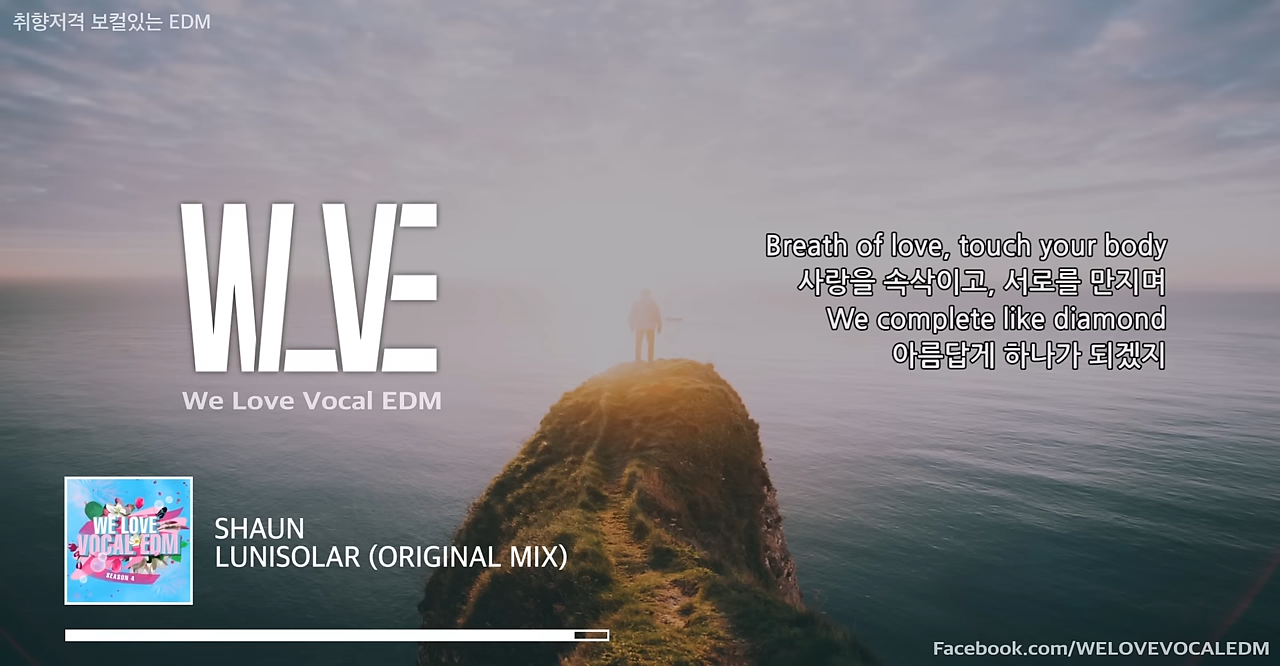 취향저격 보컬있는 EDM
WLVE
We Love Vocal EDM
Breath of love, touch your body
사랑을 속삭이고, 서로를 만지며
We complete like diamond
아름답게 하나가 되겠지
WE LOVE
VOCAL EDM
SEASON 4
SHAUN
LUNISOLAR (ORIGINAL MIX)
Facebook.com/WELOVEVOCALEDM